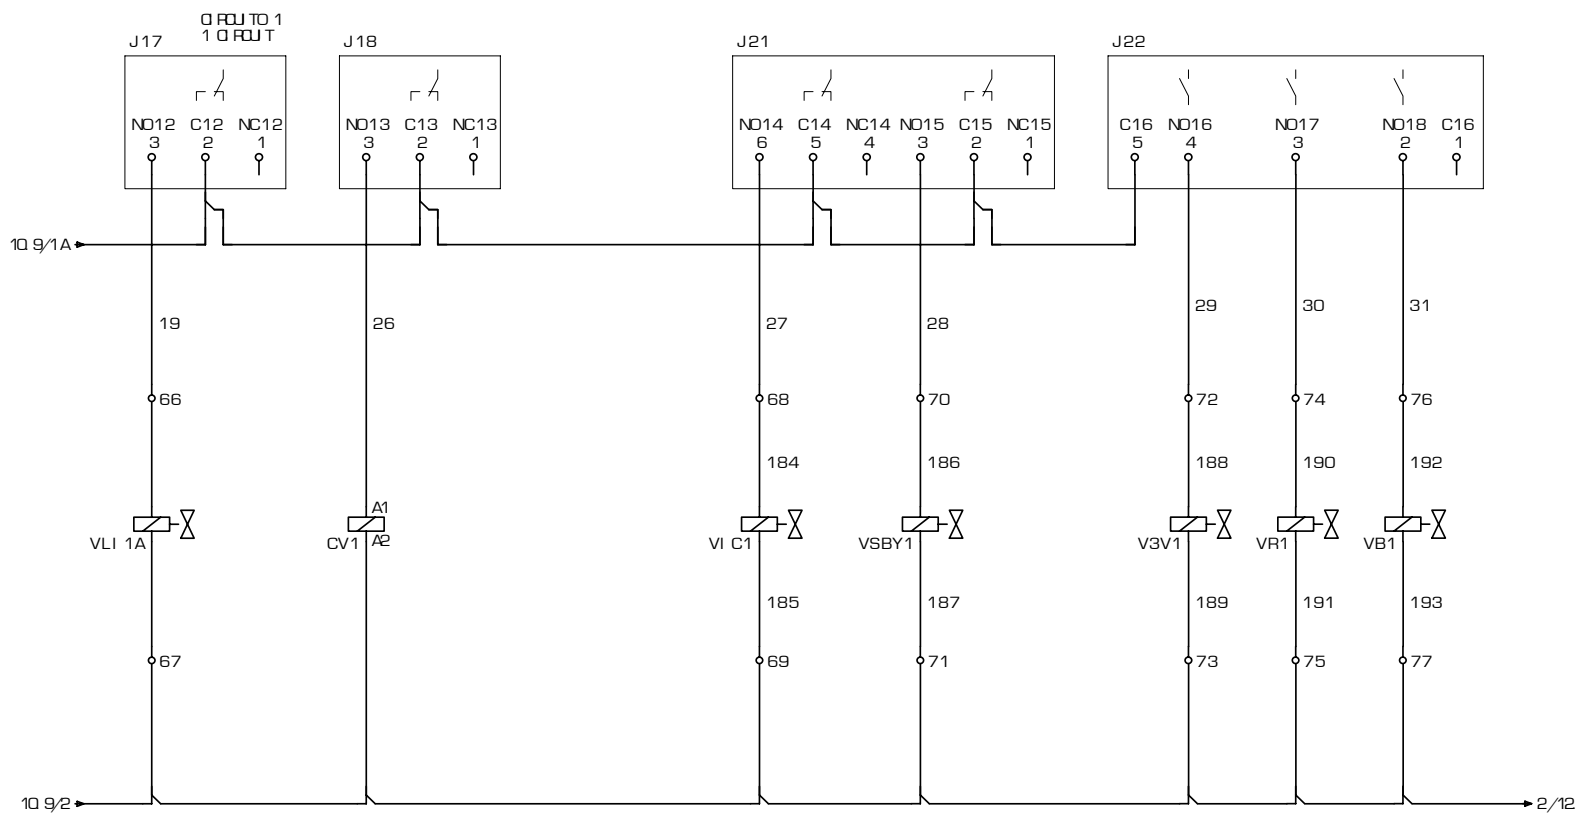 CIRCUITO 1
1 CIRCUIT
J17 J18 J21 J22
NO12 C12 NC12 NO13 C13 NC13 NO14 C14 NC14 NO15 C15 NC15 C16 NO16 NO17 NO18 C16
3 2 1 3 2 1 6 5 4 3 2 1 5 4 3 2 1
10.9/1A
29 30 31
19 26 27 28
66 68 70 72 74 76
184 186 188 190 192
A1
VLI 1A CV1 A2 VI C1 VSBY1 V3V1 VR1 VB1
185 187 189 191 193
67 69 71 73 75 77
10.9/2 2/12